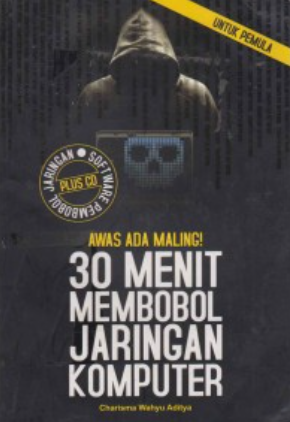 UNTUK PEMULA
SOFTWARE PEMBOBOL JARINGAN
PLUS CD
AWAS ADA MALING!
30 MENIT
MEMBOBOL
JARINGAN
KOMPUTER
Charisma Wahyu Aditya